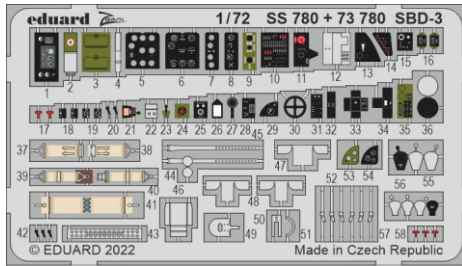 eduard Zoom 1/72 SS 780 + 73 780 SBD-3
1 2 3 4 5 6 7 8 9 10 11 12 13 14 15 16
17 18 19 20 21 22 23 24 25 26 27 28 45 29 30 31 32 33 34 35 36
37 38 44 47 53 54
39 40 46 48 52 56 55
41 50
42 43 49 51 57 58
© EDUARD 2022 Made in Czech Republic